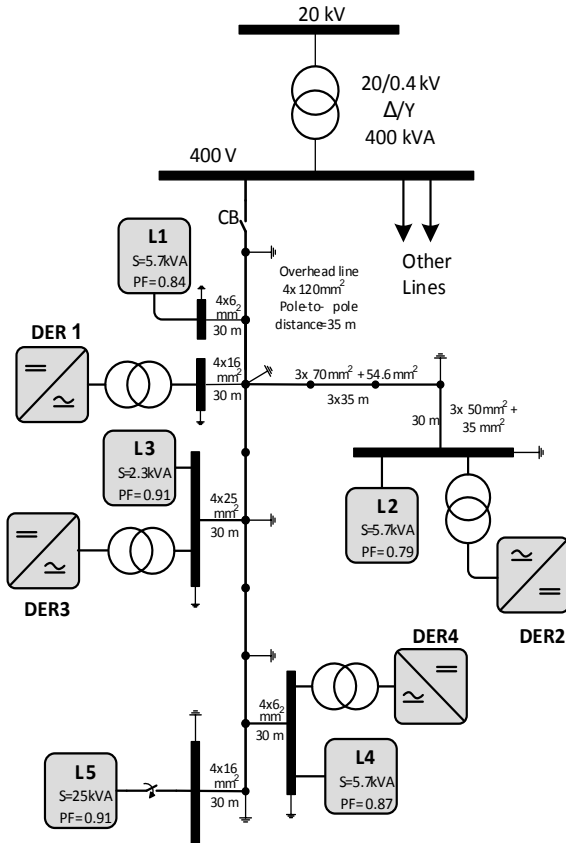 20 kV
20/0.4 kV
Δ/Y
400 kVA
400 V
CB
Other
Lines
L1
S=5.7kVA
PF=0.84
4x6
mm²
30 m
Overhead line
4x120mm²
Pole-to- pole
distance=35 m
DER 1
4x16
mm²
30 m
3x 70mm² + 54.6mm²
3x35 m
30 m
3x 50mm² +
35 mm²
L3
S=2.3kVA
PF=0.91
4x25
mm²
30 m
L2
S=5.7kVA
PF=0.79
DER3
DER2
DER4
4x6
mm²
30 m
L4
S=5.7kVA
PF=0.87
L5
S=25kVA
PF=0.91
4x16
mm²
30 m